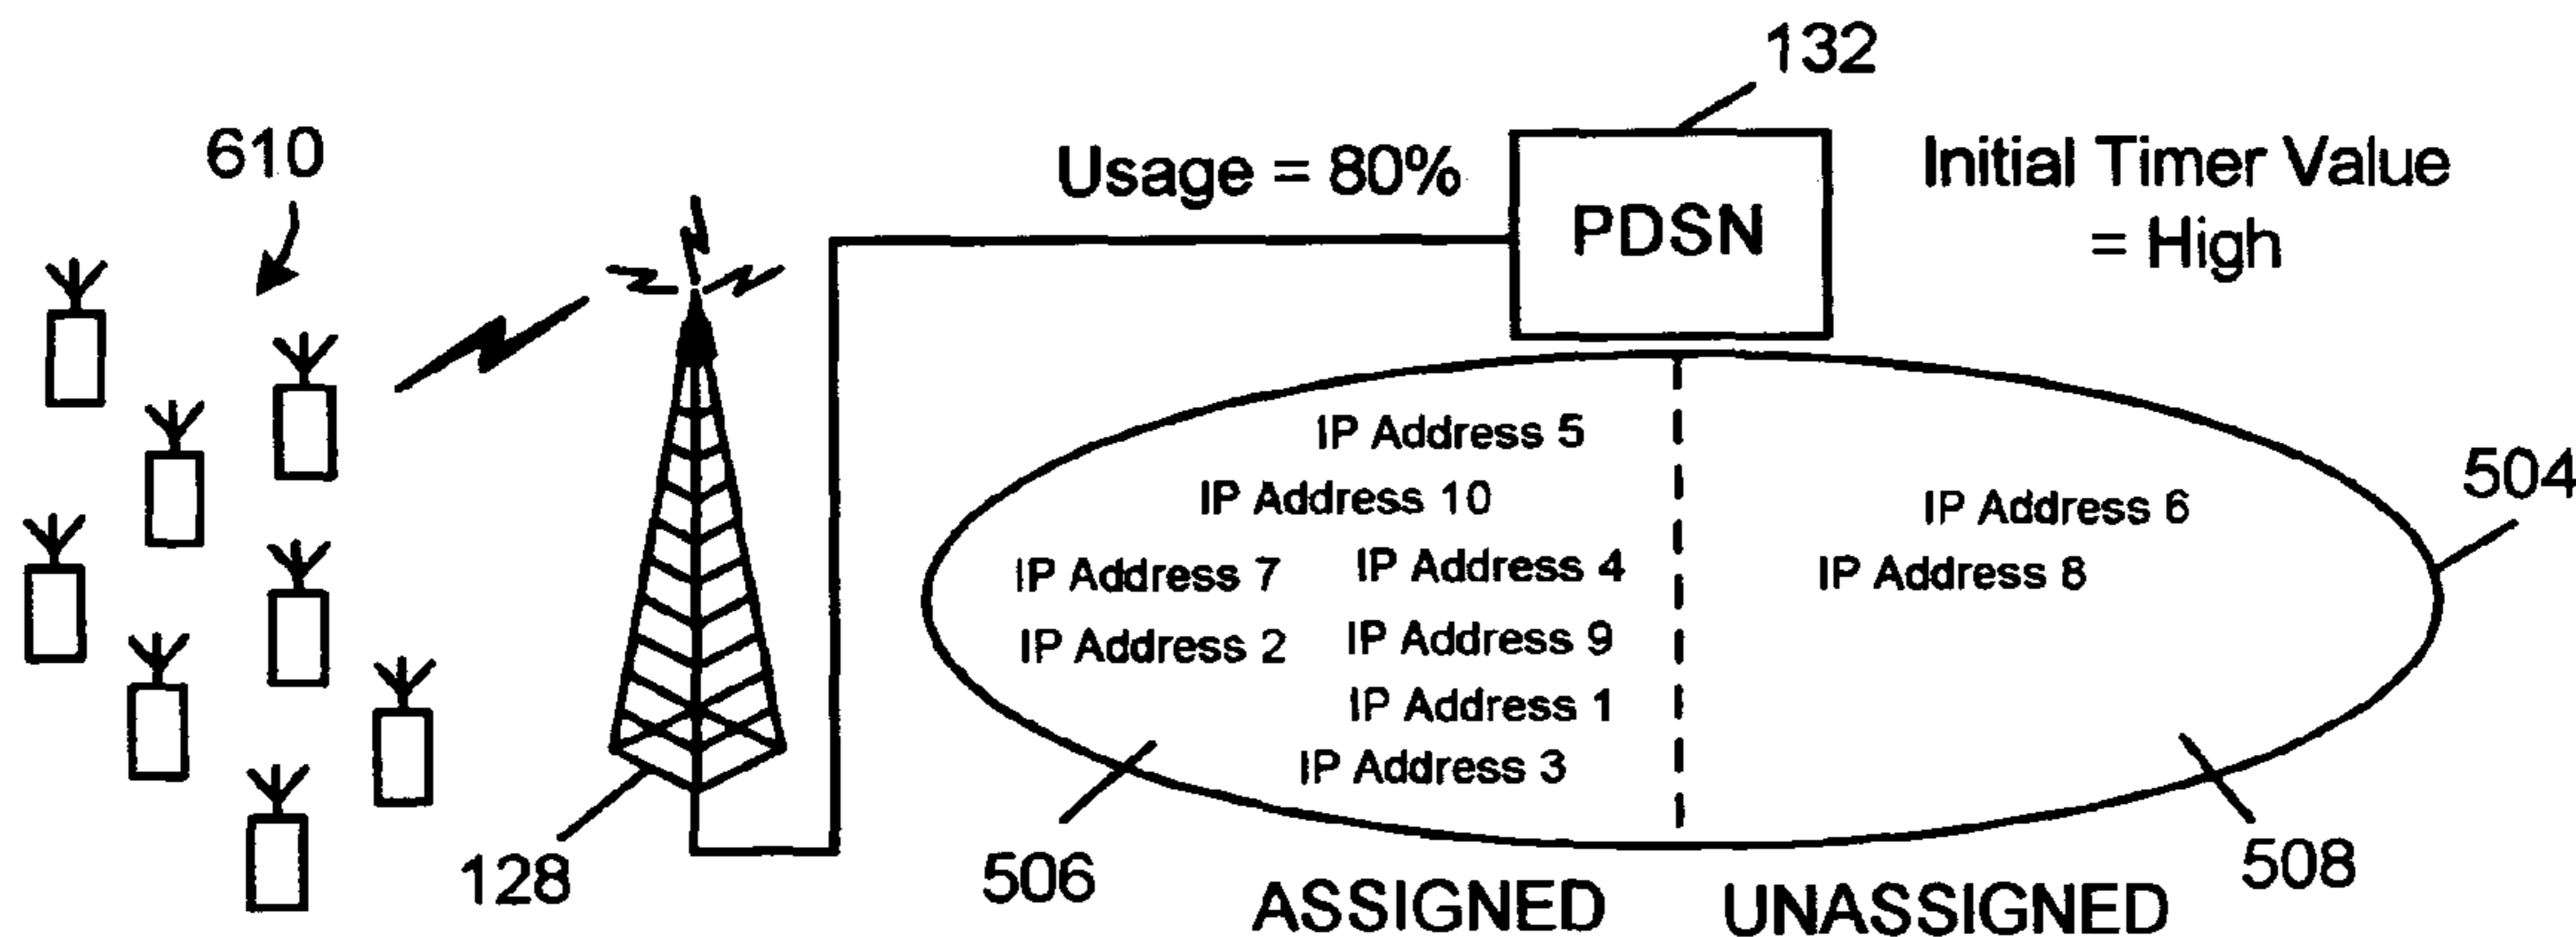 132
610
Usage = 80%
PDSN
Initial Timer Value
= High
IP Address 5
504
IP Address 10
IP Address 6
IP Address 7
IP Address 4
IP Address 8
IP Address 2
IP Address 9
IP Address 1
IP Address 3
128
506
508
ASSIGNED
UNASSIGNED